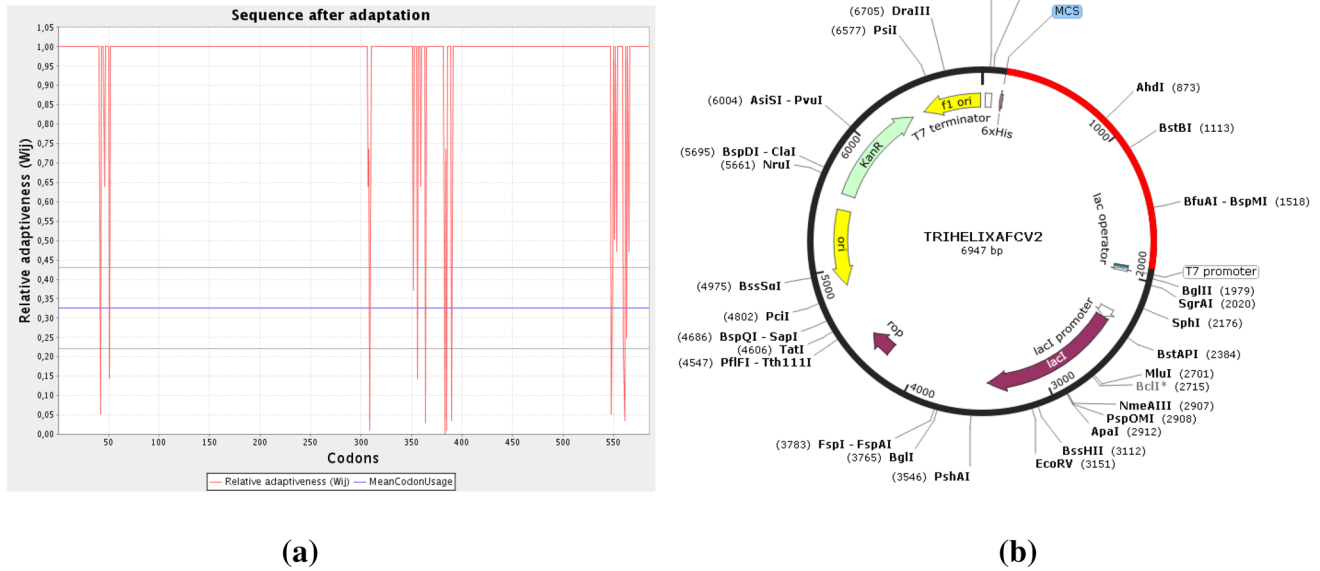 Sequence after adaptation
Relative adaptiveness (Wij)
1,05
1,00
0,95
0,90
0,85
0,80
0,75
0,70
0,65
0,60
0,55
0,50
0,45
0,40
0,35
0,30
0,25
0,20
0,15
0,10
0,05
0,00
50 100 150 200 250 300 350 400 450 500 550
Codons
Relative adaptiveness (Wij) MeanCodonUsage
(a)
MCS
(6705) DraIII
(6577) PsiI
(6004) AsiSI - PvuI
(5695) BspDI - ClaI
(5661) NruI
(4975) BssSαI
(4802) PciI
(4686) BspQI - SapI
(4606) TatI
(4547) PflFI - Tth111I
(3783) FspI - FspAI
(3765) BglI
(3546) PshAI
AhdI (873)
BstBI (1113)
BfuAI - BspMI (1518)
T7 promoter
BglII (1979)
SgrAI (2020)
SphI (2176)
BstAPI (2384)
MluI (2701)
BclI* (2715)
NmeAIII (2907)
PspOMI (2908)
ApaI (2912)
BssHII (3112)
EcoRV (3151)
1000
2000
3000
4000
5000
6000
f1 ori
T7 terminator
6xHis
KanR
ori
rop
lac operator
lacI promoter
lacI
TRIHELIXAFCV2
6947 bp
(b)